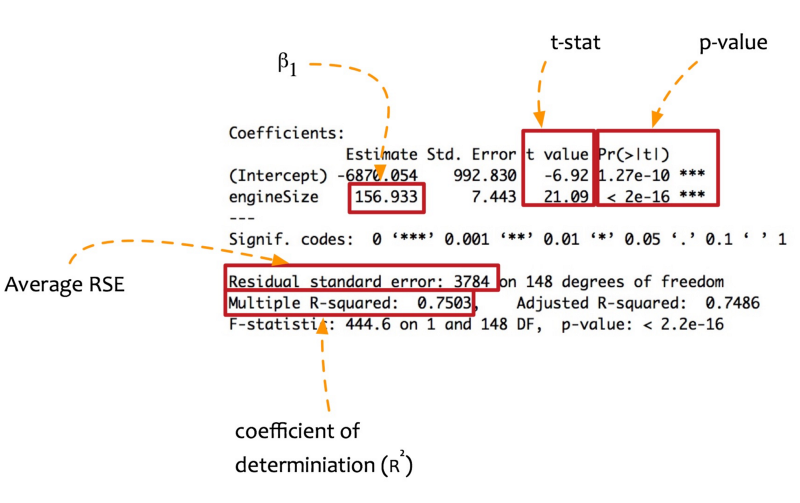 t-stat
p-value
β1
Coefficients:
Estimate Std. Error t value Pr(>|t|)
(Intercept) -6870.054 992.830 -6.92 1.27e-10 ***
engineSize 156.933 7.443 21.09 < 2e-16 ***
---
Signif. codes: 0 ‘***’ 0.001 ‘**’ 0.01 ‘*’ 0.05 ‘.’ 0.1 ‘ ’ 1
Average RSE
Residual standard error: 3784 on 148 degrees of freedom
Multiple R-squared: 0.7503, Adjusted R-squared: 0.7486
F-statistic: 444.6 on 1 and 148 DF, p-value: < 2.2e-16
coefficient of
determiniation (R²)